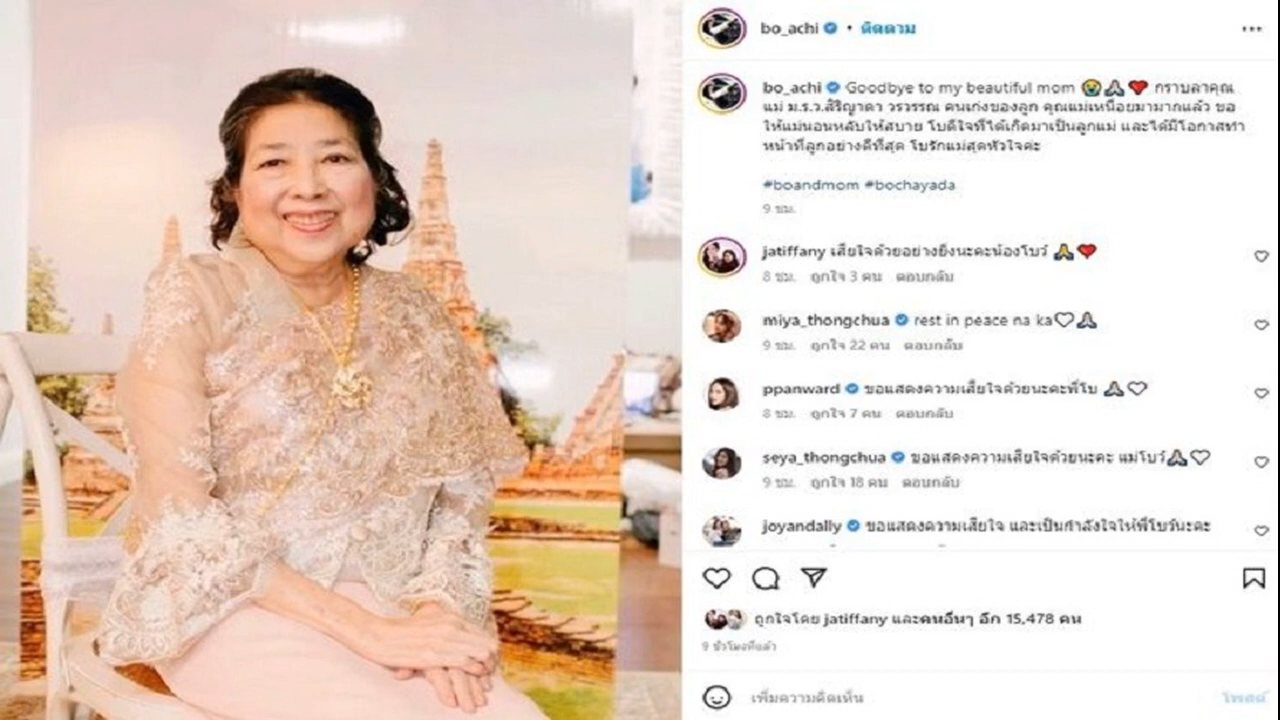 bo_achi • ติดตาม
bo_achi Goodbye to my beautiful mom 😭🙏❤️ กราบลาคุณ
แม่ ม.ร.ว.สิริญาดา วรวรรณ คนเก่งของลูก คุณแม่เหนื่อยมามากแล้ว ขอ
ให้แม่นอนหลับให้สบาย โบดีใจที่ได้เกิดมาเป็นลูกแม่ และได้มีโอกาสทำ
หน้าที่ลูกอย่างดีที่สุด โบรักแม่สุดหัวใจค่ะ
#boandmom #bochayada
9 ชม.
jatiffany เสียใจด้วยอย่างยิ่งนะคะน้องโบว์ 🙏❤️
8 ชม. ถูกใจ 3 คน ตอบกลับ
miya_thongchua rest in peace na ka🤍🙏
9 ชม. ถูกใจ 22 คน ตอบกลับ
ppanward ขอแสดงความเสียใจด้วยนะคะพี่โบ 🙏🤍
8 ชม. ถูกใจ 7 คน ตอบกลับ
seya_thongchua ขอแสดงความเสียใจด้วยนะคะ แม่โบว์🙏🤍
9 ชม. ถูกใจ 18 คน ตอบกลับ
joyandally ขอแสดงความเสียใจ และเป็นกำลังใจให้พี่โบว์นะคะ
ถูกใจโดย jatiffany และคนอื่นๆ อีก 15,478 คน
9 ชั่วโมงที่แล้ว
เพิ่มความคิดเห็น
โพสต์